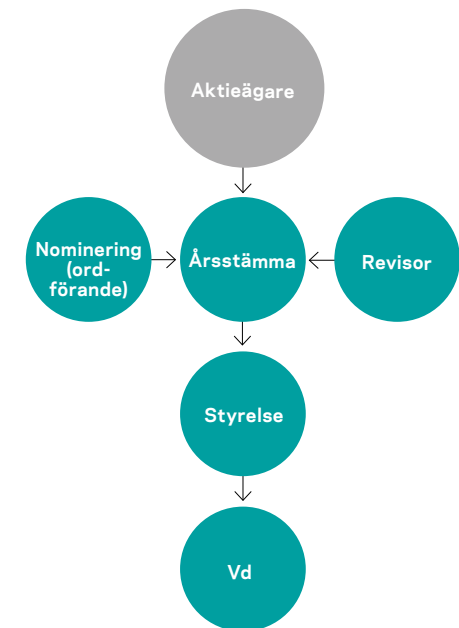 Aktieägare
Nominering
(ord-
förande)
Årsstämma
Revisor
Styrelse
Vd